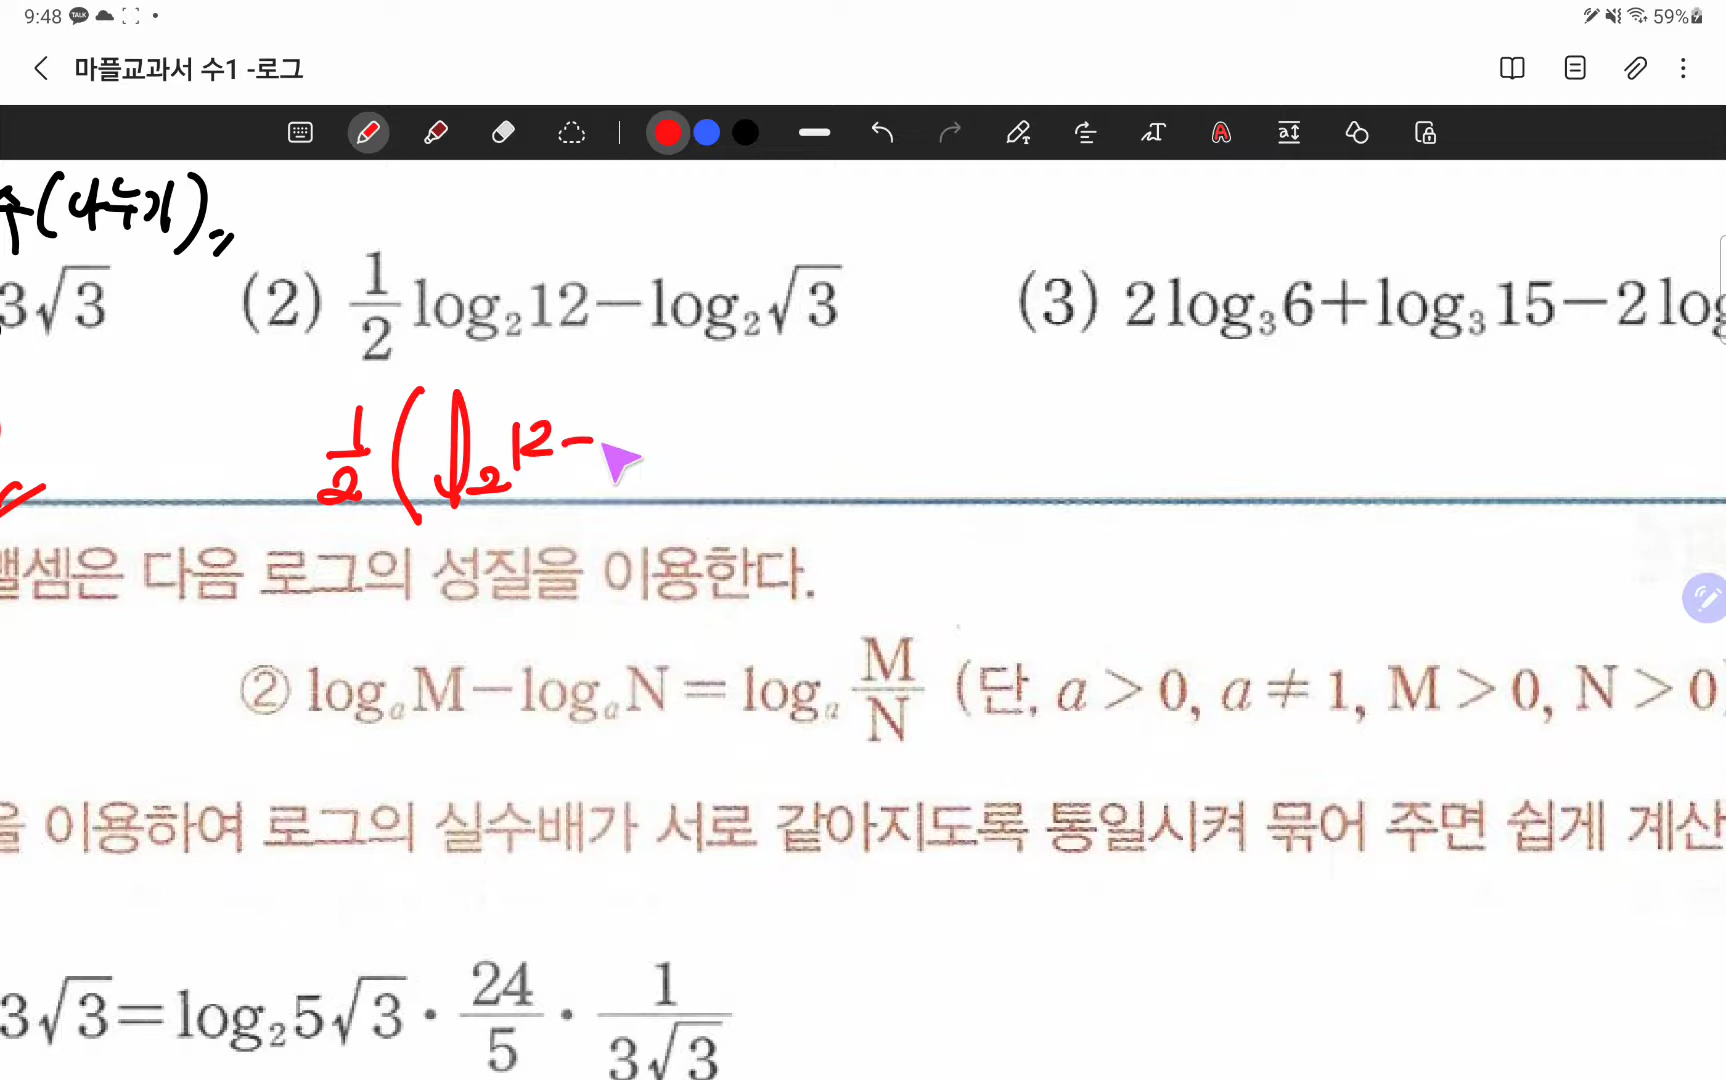 9:48 TALK 59%
마플교과서 수1 -로그
수(나누기)〃
3√3 (2) 1/2 log₂12−log₂√3 (3) 2log₃6+log₃15−2log
1/2 ( log₂12 −
뺄셈은 다음 로그의 성질을 이용한다.
② logₐM−logₐN=logₐ M/N (단, a>0, a≠1, M>0, N>0)
을 이용하여 로그의 실수배가 서로 같아지도록 통일시켜 묶어 주면 쉽게 계산
3√3=log₂5√3·24/5·1/3√3